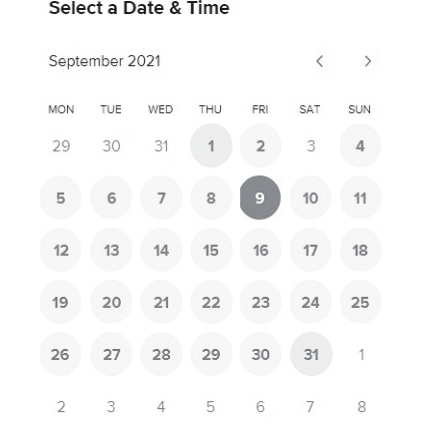 Select a Date & Time
September 2021
MON TUE WED THU FRI SAT SUN
29 30 31 1 2 3 4
5 6 7 8 9 10 11
12 13 14 15 16 17 18
19 20 21 22 23 24 25
26 27 28 29 30 31 1
2 3 4 5 6 7 8